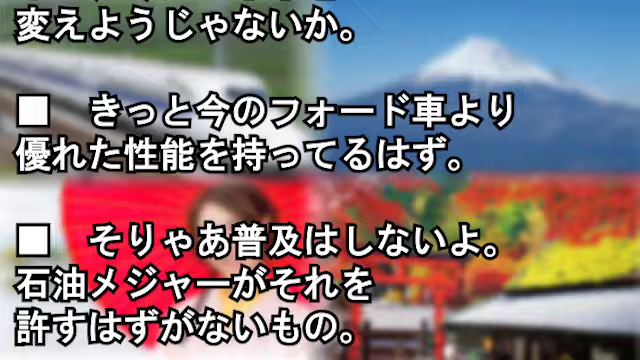 変えようじゃないか。
■　きっと今のフォード車より
優れた性能を持ってるはず。
■　そりゃあ普及はしないよ。
石油メジャーがそれを
許すはずがないもの。